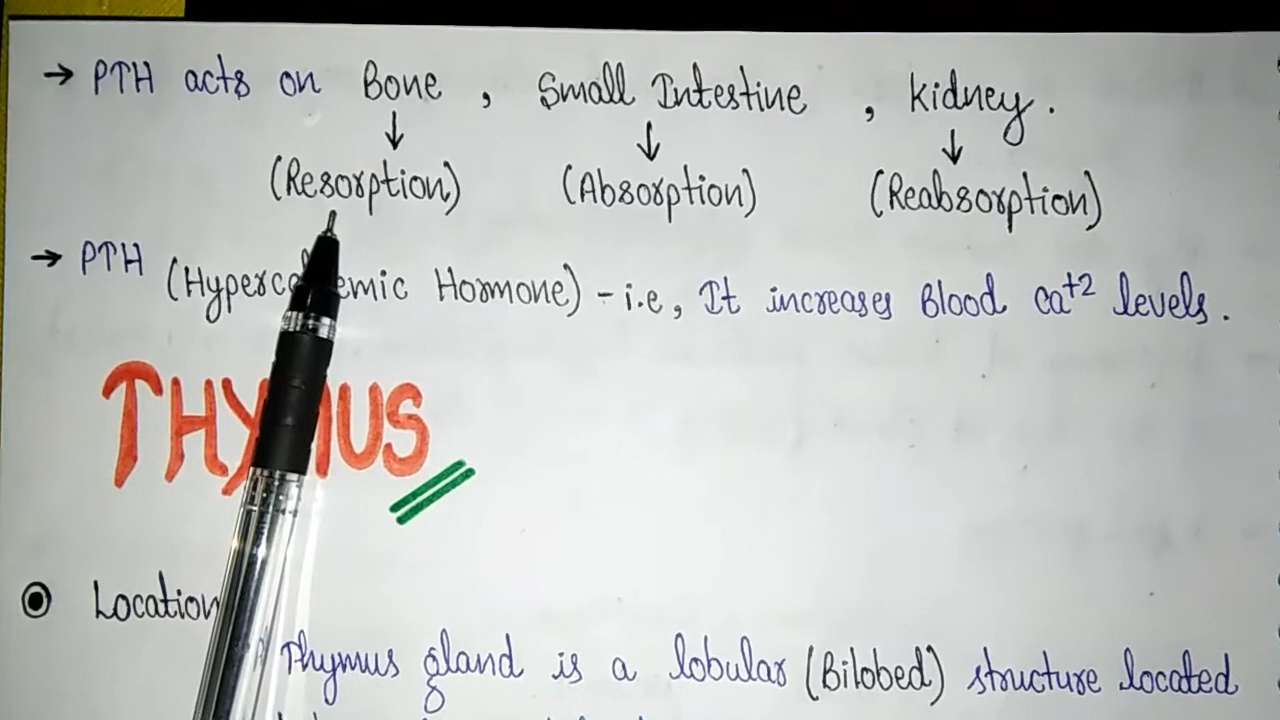 → PTH acts on Bone , Small Intestine , kidney .
↓ ↓ ↓
(Resorption) (Absorption) (Reabsorption)
→ PTH (Hormone) - i.e, It increases Blood Ca+2 levels .
THYMUS
Location
Thymus gland is a lobular (Bilobed) structure located